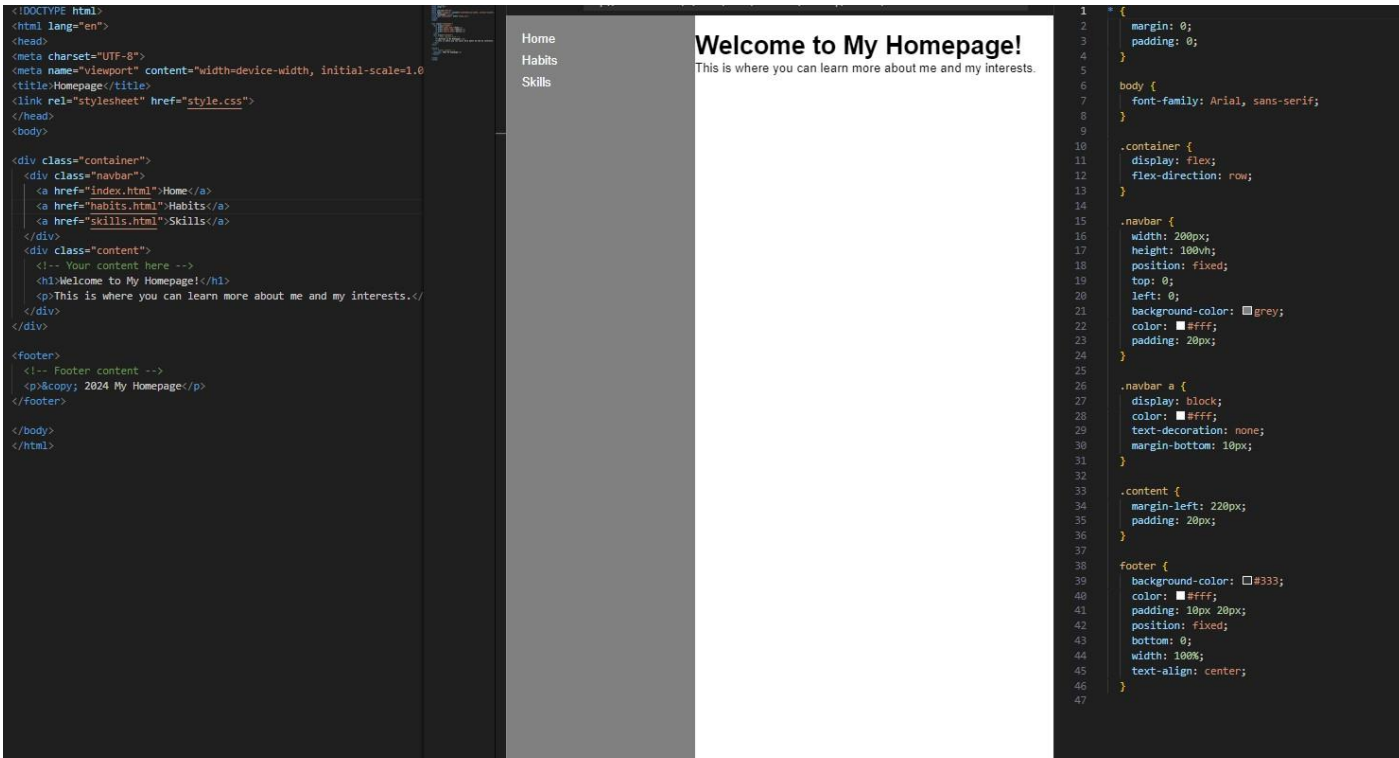 <!DOCTYPE html>
<html lang="en">
<head>
<meta charset="UTF-8">
<meta name="viewport" content="width=device-width, initial-scale=1.0
<title>Homepage</title>
<link rel="stylesheet" href="style.css">
</head>
<body>
<div class="container">
<div class="navbar">
<a href="index.html">Home</a>
<a href="habits.html">Habits</a>
<a href="skills.html">Skills</a>
</div>
<div class="content">
<!-- Your content here -->
<h1>Welcome to My Homepage!</h1>
<p>This is where you can learn more about me and my interests.</
</div>
</div>
<footer>
<!-- Footer content -->
<p>&copy; 2024 My Homepage</p>
</footer>
</body>
</html>
Home
Habits
Skills
Welcome to My Homepage!
This is where you can learn more about me and my interests.
1 * {
2 margin: 0;
3 padding: 0;
4 }
5
6 body {
7 font-family: Arial, sans-serif;
8 }
9
10 .container {
11 display: flex;
12 flex-direction: row;
13 }
14
15 .navbar {
16 width: 200px;
17 height: 100vh;
18 position: fixed;
19 top: 0;
20 left: 0;
21 background-color: grey;
22 color: #fff;
23 padding: 20px;
24 }
25
26 .navbar a {
27 display: block;
28 color: #fff;
29 text-decoration: none;
30 margin-bottom: 10px;
31 }
32
33 .content {
34 margin-left: 220px;
35 padding: 20px;
36 }
37
38 footer {
39 background-color: #333;
40 color: #fff;
41 padding: 10px 20px;
42 position: fixed;
43 bottom: 0;
44 width: 100%;
45 text-align: center;
46 }
47